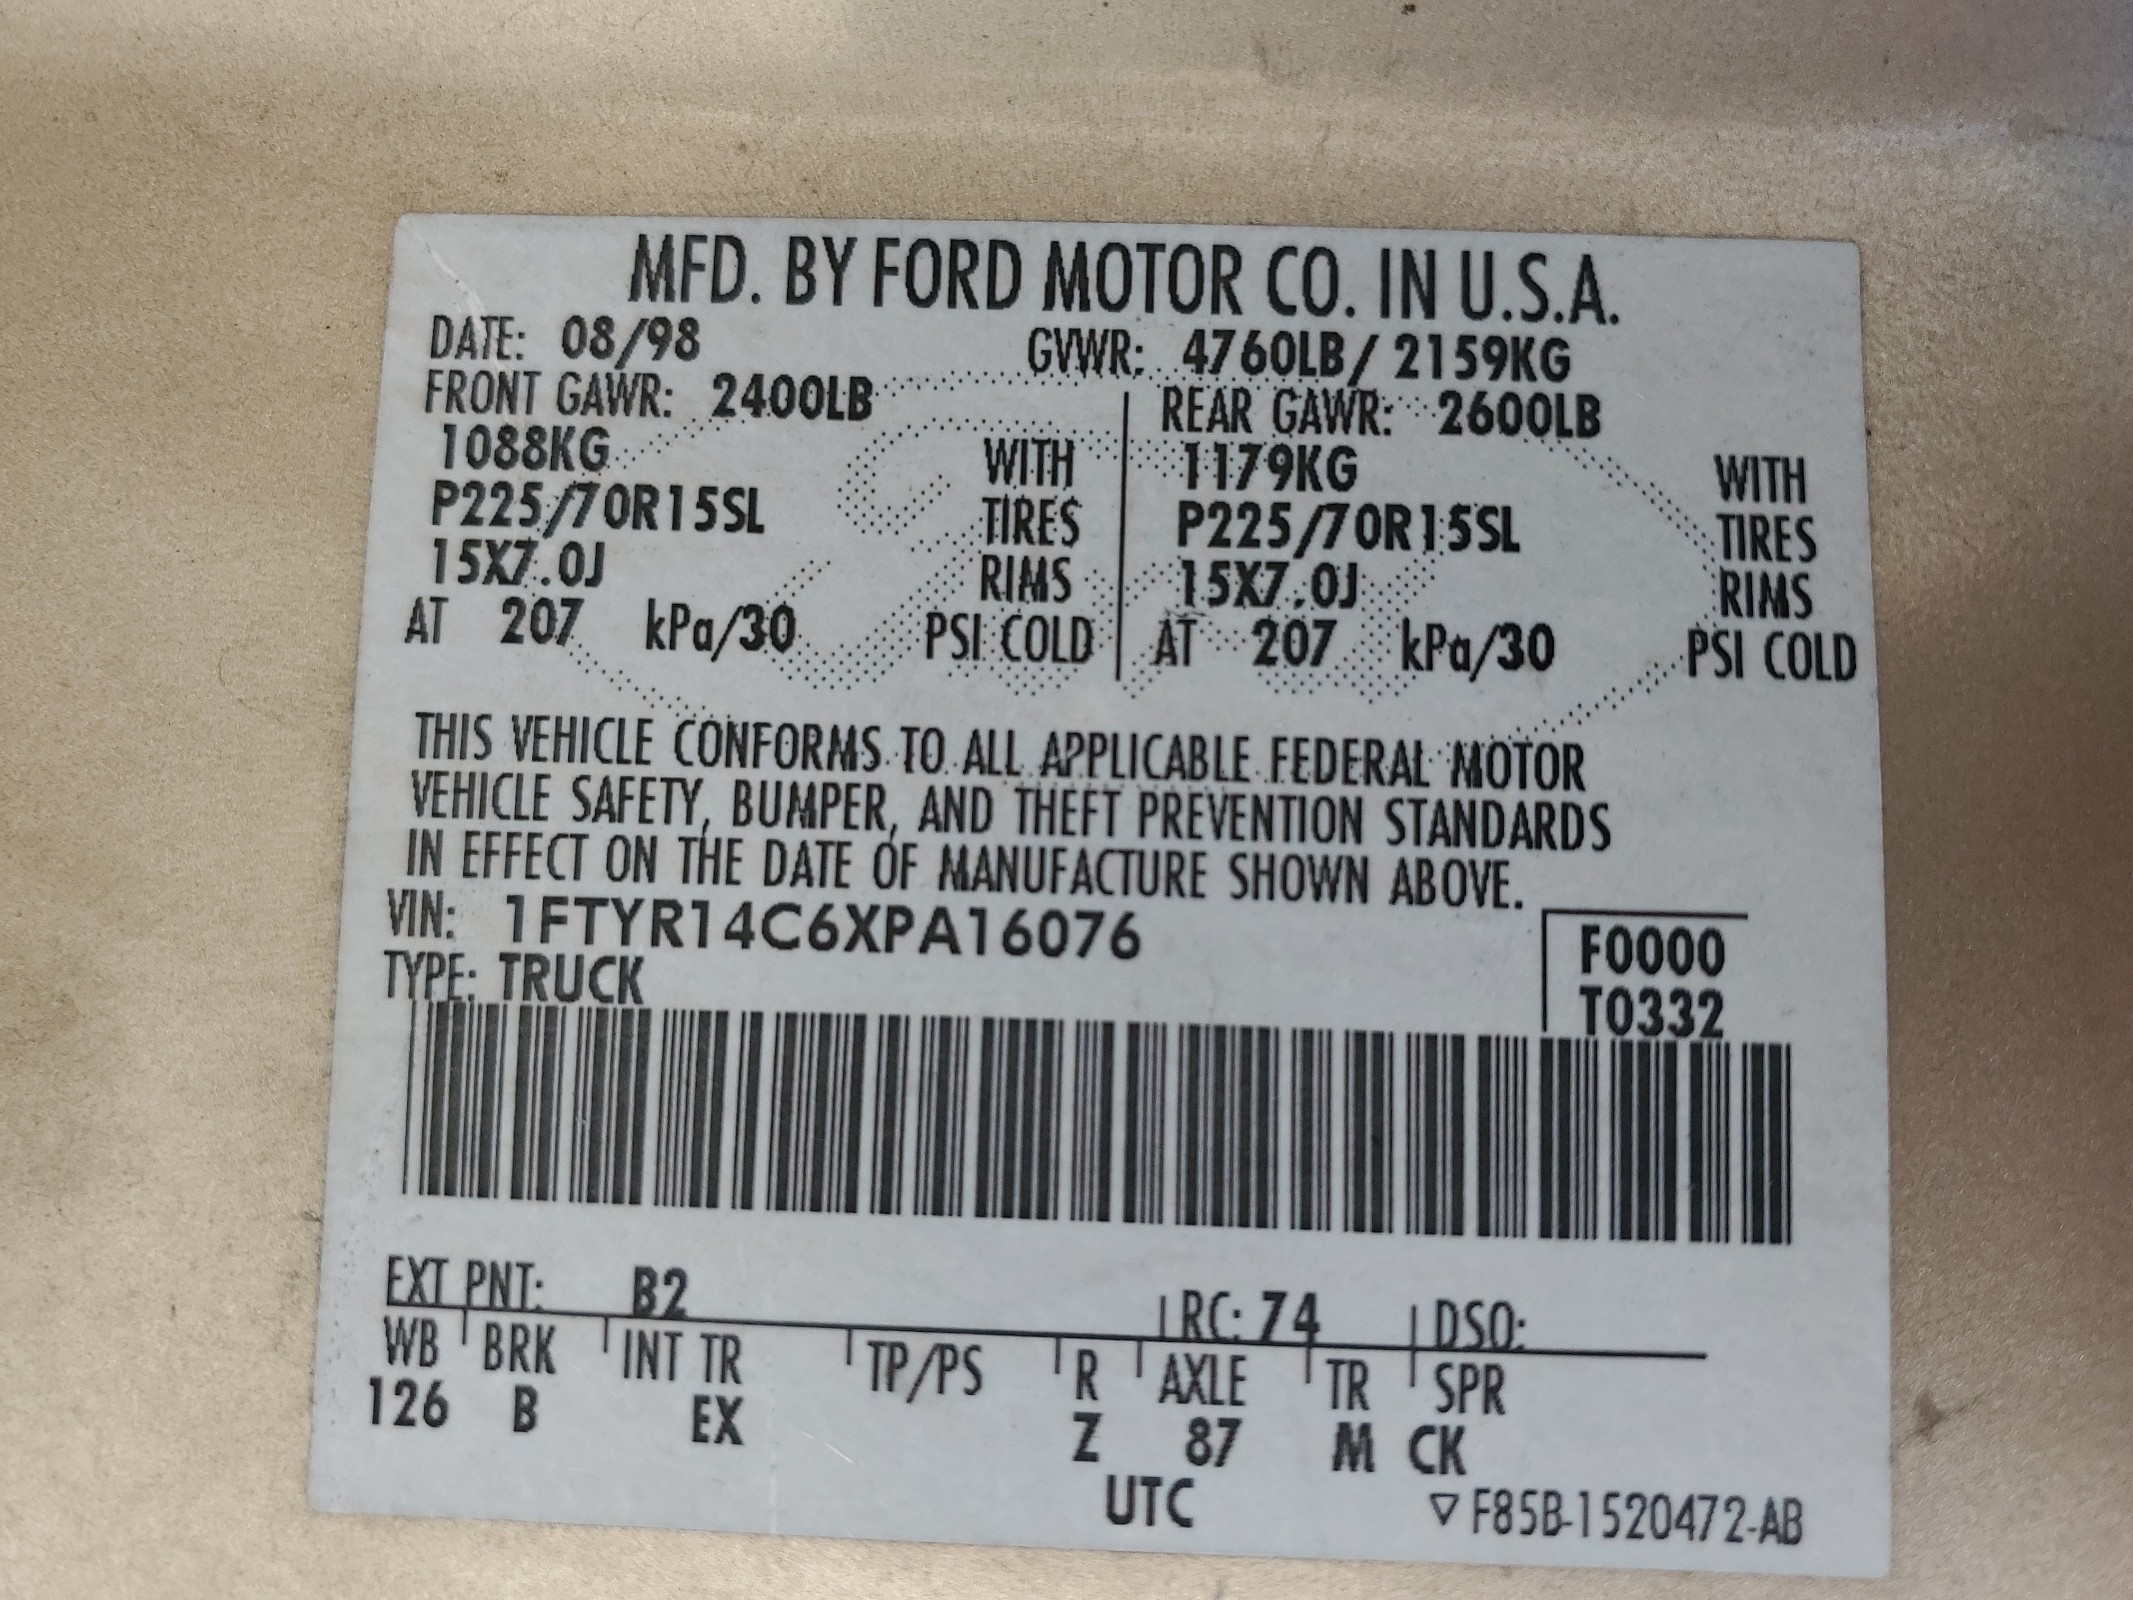 MFD. BY FORD MOTOR CO. IN U.S.A.
DATE: 08/98 GVWR: 4760LB/ 2159KG
FRONT GAWR: 2400LB REAR GAWR: 2600LB
1088KG WITH 1179KG WITH
P225/70R15SL TIRES P225/70R15SL TIRES
15X7.0J RIMS 15X7.0J RIMS
AT 207 kPa/30 PSI COLD AT 207 kPa/30 PSI COLD
THIS VEHICLE CONFORMS TO ALL APPLICABLE FEDERAL MOTOR
VEHICLE SAFETY, BUMPER, AND THEFT PREVENTION STANDARDS
IN EFFECT ON THE DATE OF MANUFACTURE SHOWN ABOVE.
VIN: 1FTYR14C6XPA16076 F0000
TYPE: TRUCK T0332
EXT PNT: B2 RC: 74 DSO:
WB BRK INT TR TP/PS R AXLE TR SPR
126 B EX Z 87 M CK
UTC
▽ F85B-1520472-AB